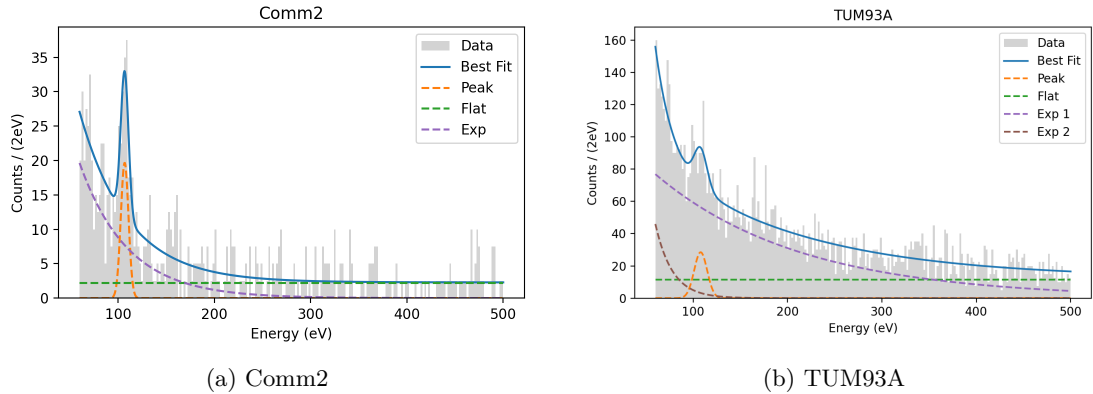 Comm2
Counts / (2eV)
35
30
25
20
15
10
5
0
Data
Best Fit
Peak
Flat
Exp
100 200 300 400 500
Energy (eV)
(a) Comm2
TUM93A
Counts / (2eV)
160
140
120
100
80
60
40
20
0
Data
Best Fit
Peak
Flat
Exp 1
Exp 2
100 200 300 400 500
Energy (eV)
(b) TUM93A